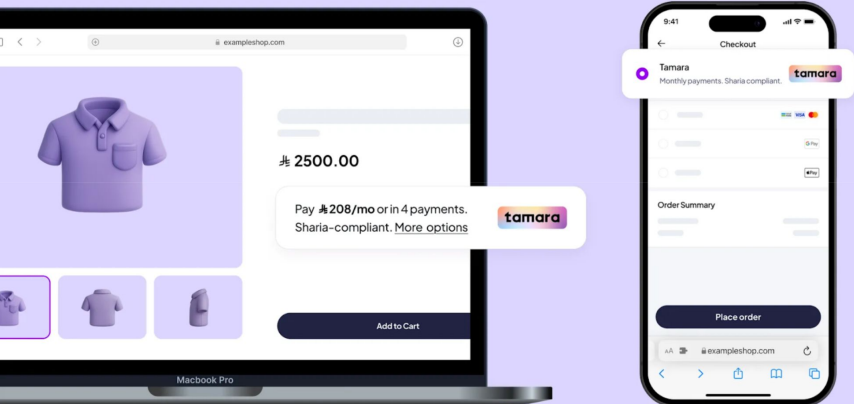 exampleshop.com
⃁ 2500.00
Pay ⃁208/mo or in 4 payments.
Sharia-compliant. More options
tamara
Add to Cart
Macbook Pro
9:41
Checkout
Tamara
Monthly payments. Sharia compliant.
tamara
VISA
G Pay
Pay
Order Summary
Place order
AA
exampleshop.com